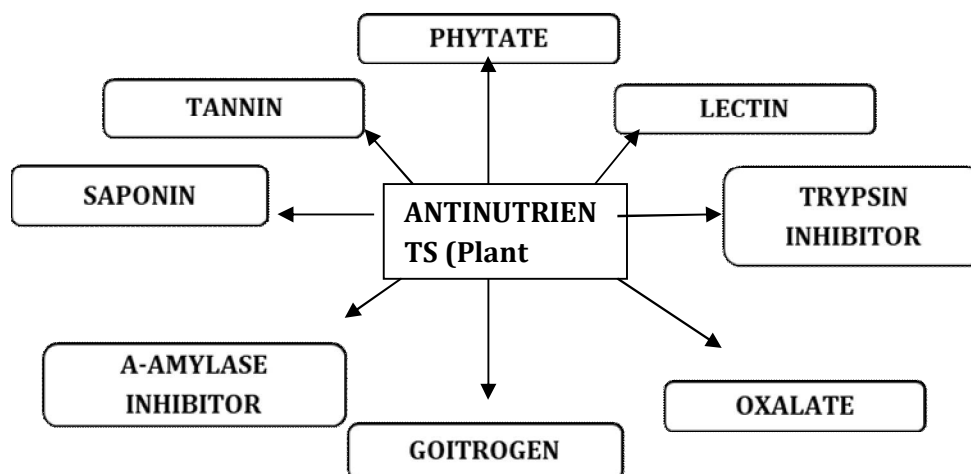 PHYTATE
TANNIN
LECTIN
SAPONIN
ANTINUTRIEN
TS (Plant
TRYPSIN
INHIBITOR
A-AMYLASE
INHIBITOR
OXALATE
GOITROGEN